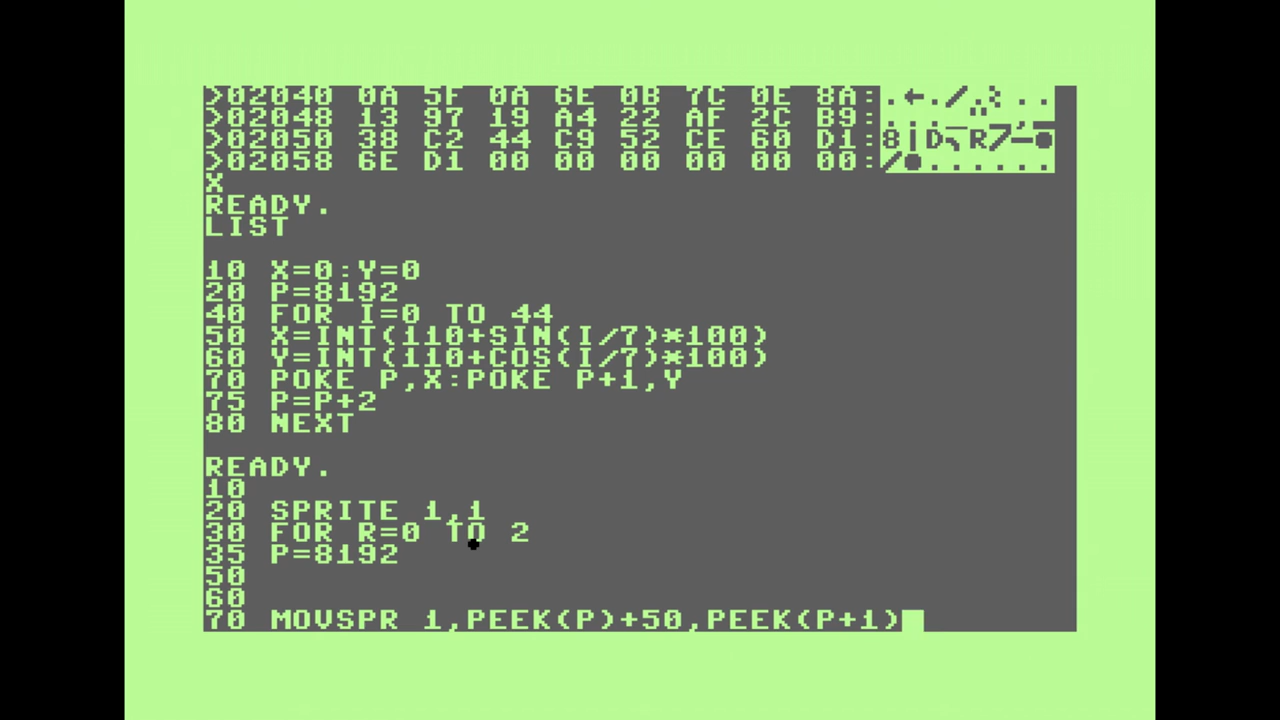 >02040 0A 5F 0A 6E 0B 7C 0E 8A:.←./...
>02048 13 97 19 A4 22 AF 2C B9:
>02050 38 C2 44 C9 52 CE 60 D1:8 D R
>02058 6E D1 00 00 00 00 00 00:/●......
X
READY.
LIST
10 X=0:Y=0
20 P=8192
40 FOR I=0 TO 44
50 X=INT(110+SIN(I/7)*100)
60 Y=INT(110+COS(I/7)*100)
70 POKE P,X:POKE P+1,Y
75 P=P+2
80 NEXT
READY.
10
20 SPRITE 1,1
30 FOR R=0 TO 2
35 P=8192
50
60
70 MOVSPR 1,PEEK(P)+50,PEEK(P+1)